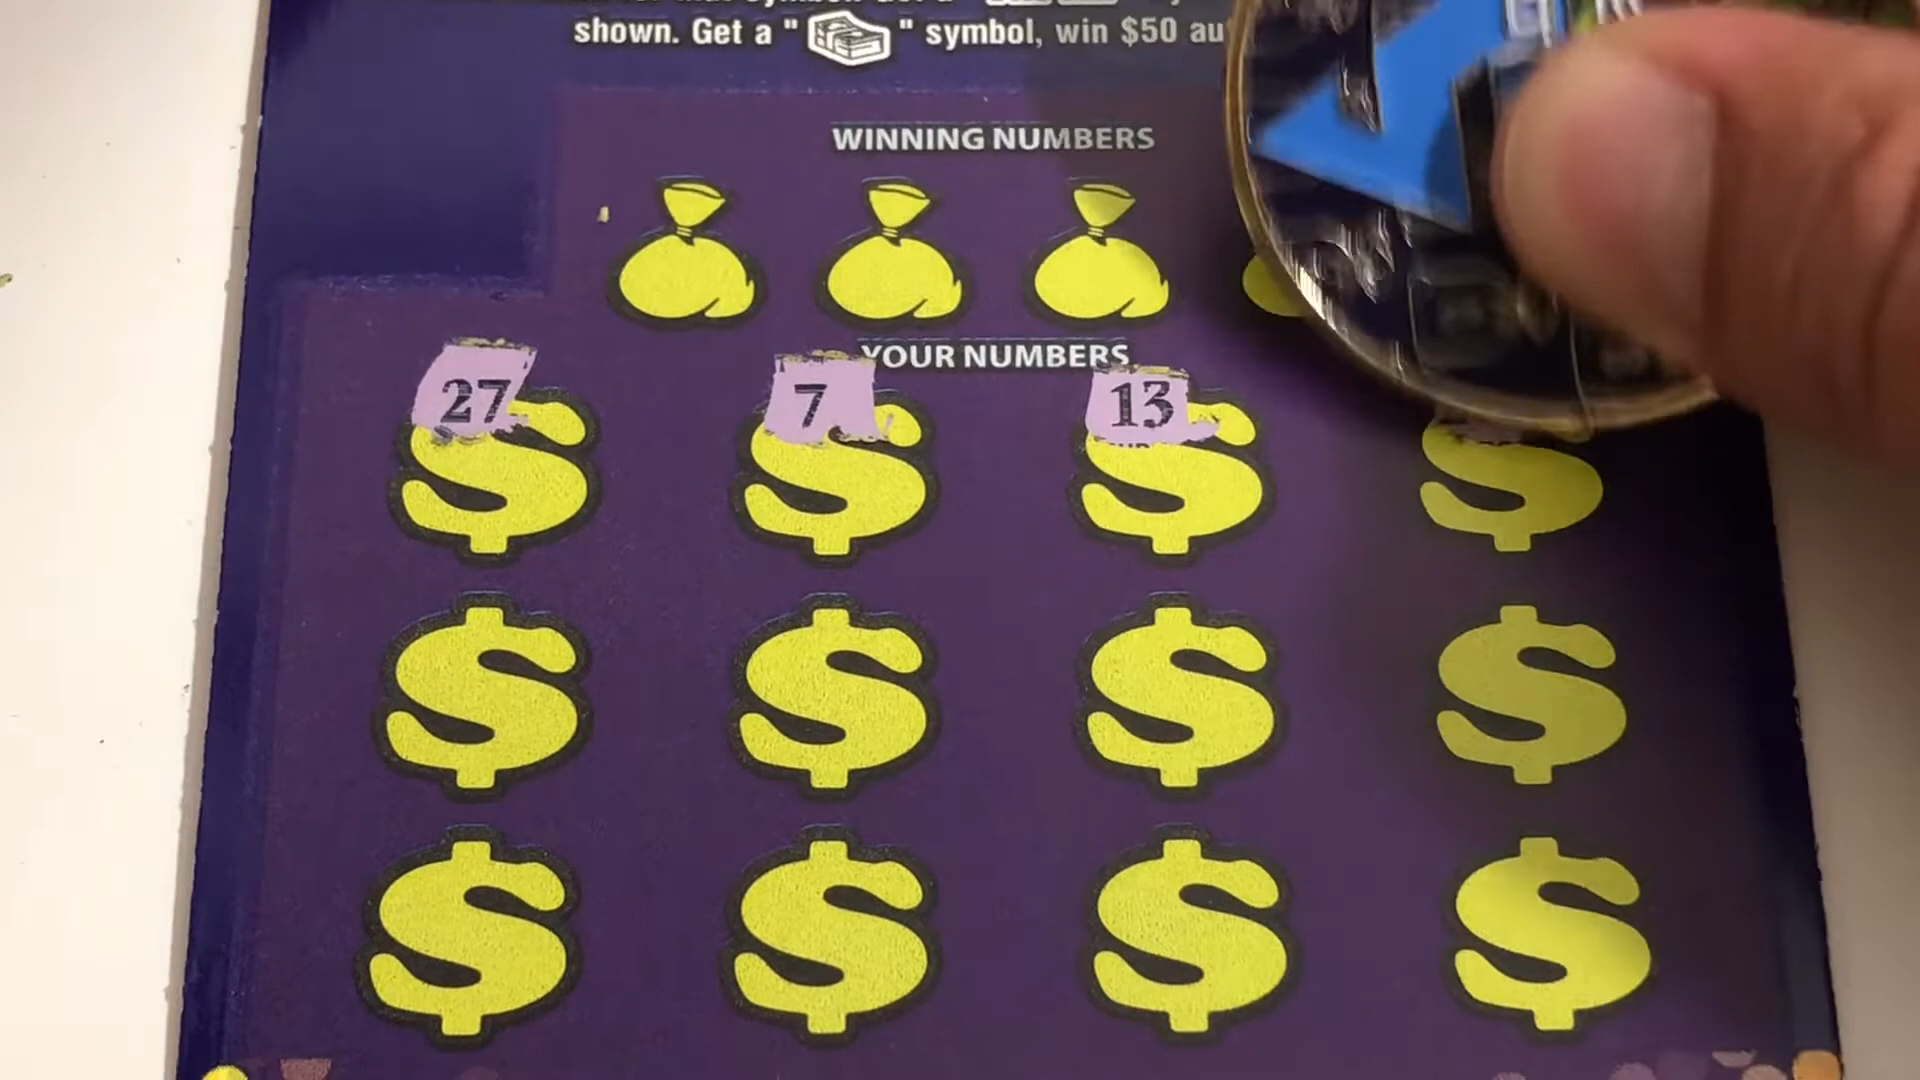 shown. Get a " " symbol, win $50 au
WINNING NUMBERS
YOUR NUMBERS
27 7 13